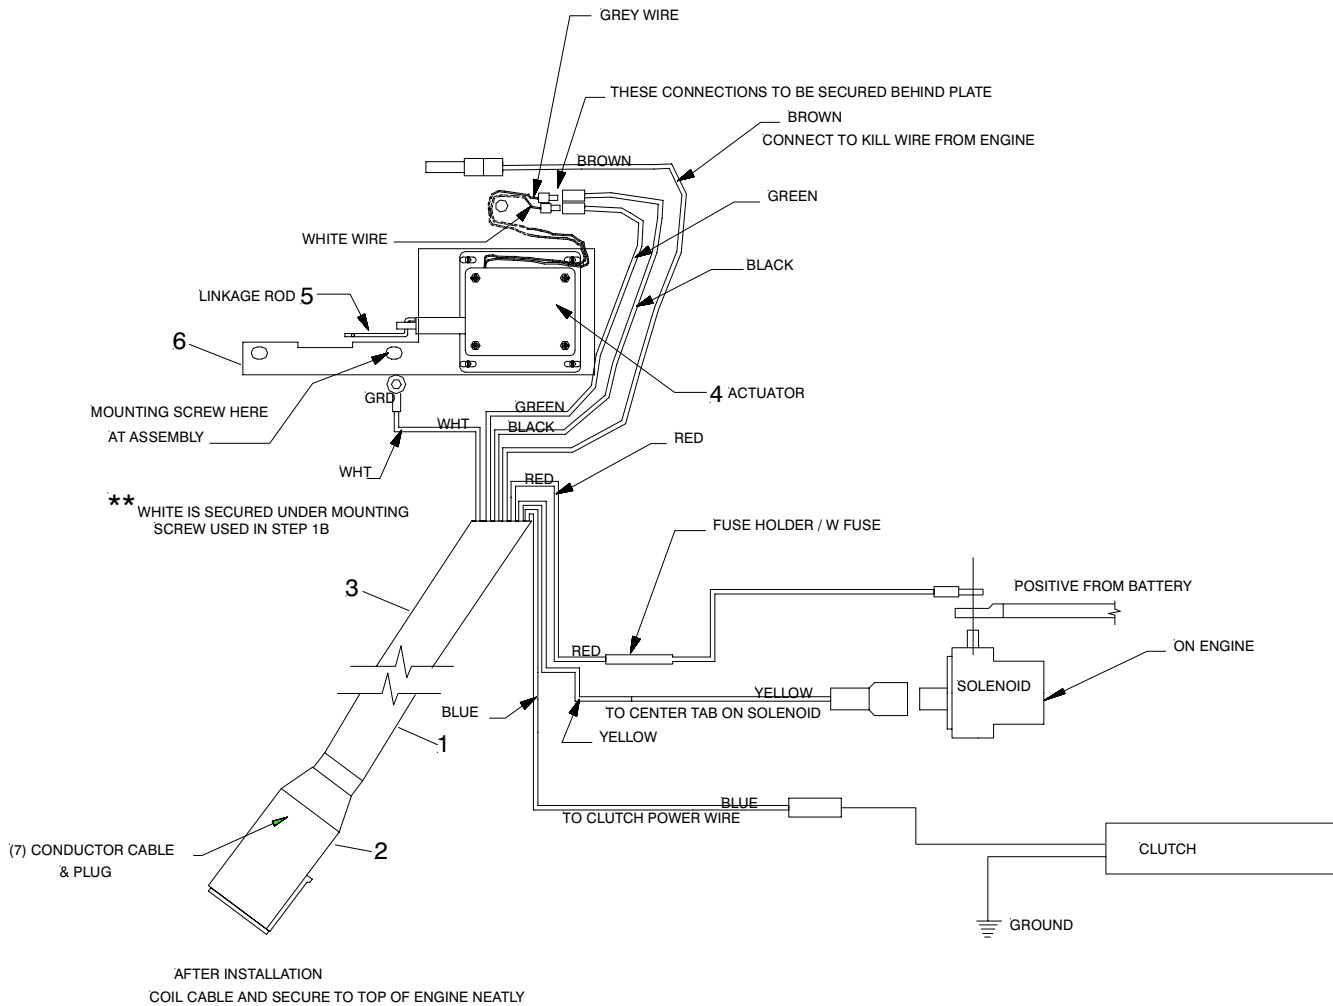 GREY WIRE
THESE CONNECTIONS TO BE SECURED BEHIND PLATE
BROWN
CONNECT TO KILL WIRE FROM ENGINE
BROWN
GREEN
WHITE WIRE
BLACK
LINKAGE ROD 5
6
4 ACTUATOR
GRD
MOUNTING SCREW HERE
AT ASSEMBLY
GREEN
WHT
BLACK
RED
WHT
RED
** WHITE IS SECURED UNDER MOUNTING
SCREW USED IN STEP 1B
FUSE HOLDER / W FUSE
3
POSITIVE FROM BATTERY
RED
ON ENGINE
SOLENOID
YELLOW
BLUE
TO CENTER TAB ON SOLENOID
YELLOW
1
BLUE
TO CLUTCH POWER WIRE
(7) CONDUCTOR CABLE
& PLUG
2
CLUTCH
GROUND
AFTER INSTALLATION
COIL CABLE AND SECURE TO TOP OF ENGINE NEATLY